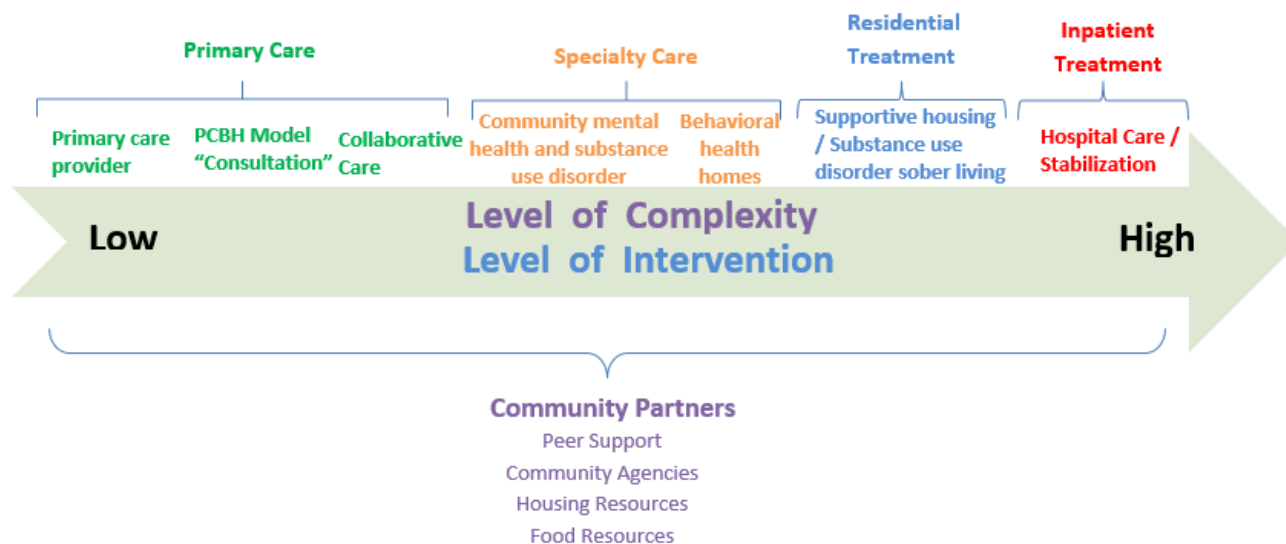 Primary Care
Specialty Care
Residential
Treatment
Inpatient
Treatment
Primary care
provider
PCBH Model
“Consultation”
Collaborative
Care
Community mental
health and substance
use disorder
Behavioral
health
homes
Supportive housing
/ Substance use
disorder sober living
Hospital Care /
Stabilization
Low
Level of Complexity
Level of Intervention
High
Community Partners
Peer Support
Community Agencies
Housing Resources
Food Resources